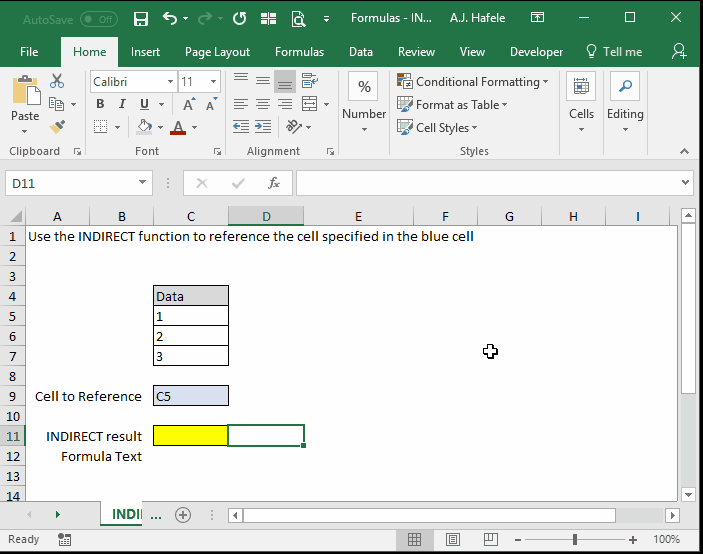 AutoSave Off Formulas - IN... A.J. Hafele
File Home Insert Page Layout Formulas Data Review View Developer Tell me
Calibri 11
Paste
B I U
A A
A
%
Number
Conditional Formatting
Format as Table
Cell Styles
Cells
Editing
Clipboard Font Alignment Styles
D11 fx
A B C D E F G H I
1 Use the INDIRECT function to reference the cell specified in the blue cell
2
3
4 Data
5 1
6 2
7 3
8
9 Cell to Reference C5
10
11 INDIRECT result
12 Formula Text
13
14
INDI ...
Ready 100%